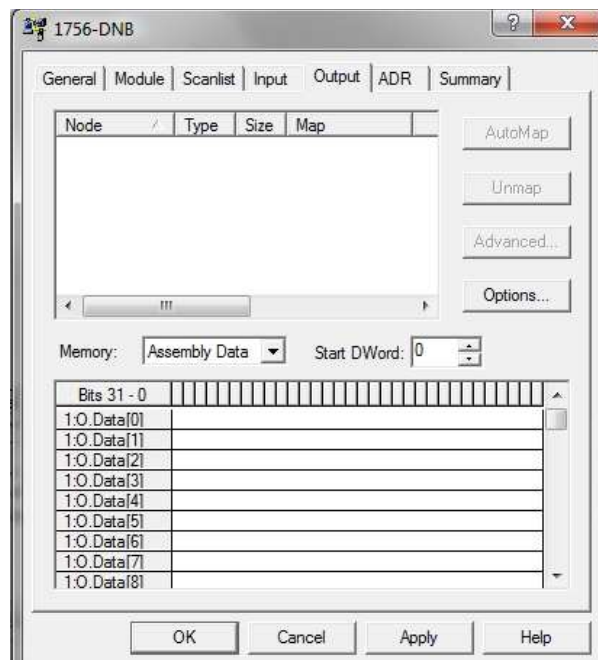 1756-DNB
General Module Scanlist Input Output ADR Summary
Node Type Size Map
AutoMap
Unmap
Advanced...
Options...
Memory: Assembly Data Start DWord: 0
Bits 31 - 0
1:O.Data[0]
1:O.Data[1]
1:O.Data[2]
1:O.Data[3]
1:O.Data[4]
1:O.Data[5]
1:O.Data[6]
1:O.Data[7]
1:O.Data[8]
OK Cancel Apply Help